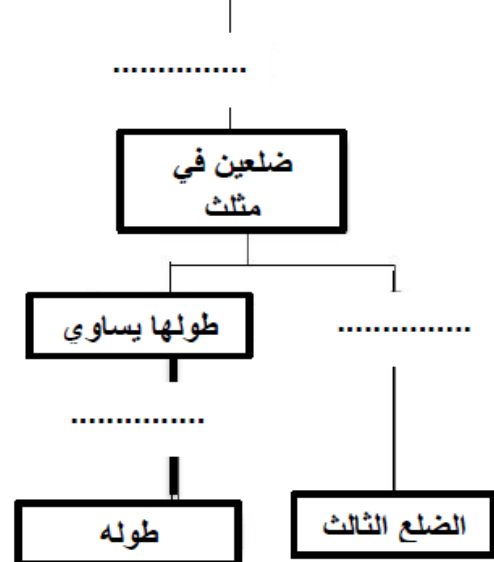 ...............
ضلعين في
مثلث
طولها يساوي
...............
...............
الضلع الثالث
طوله